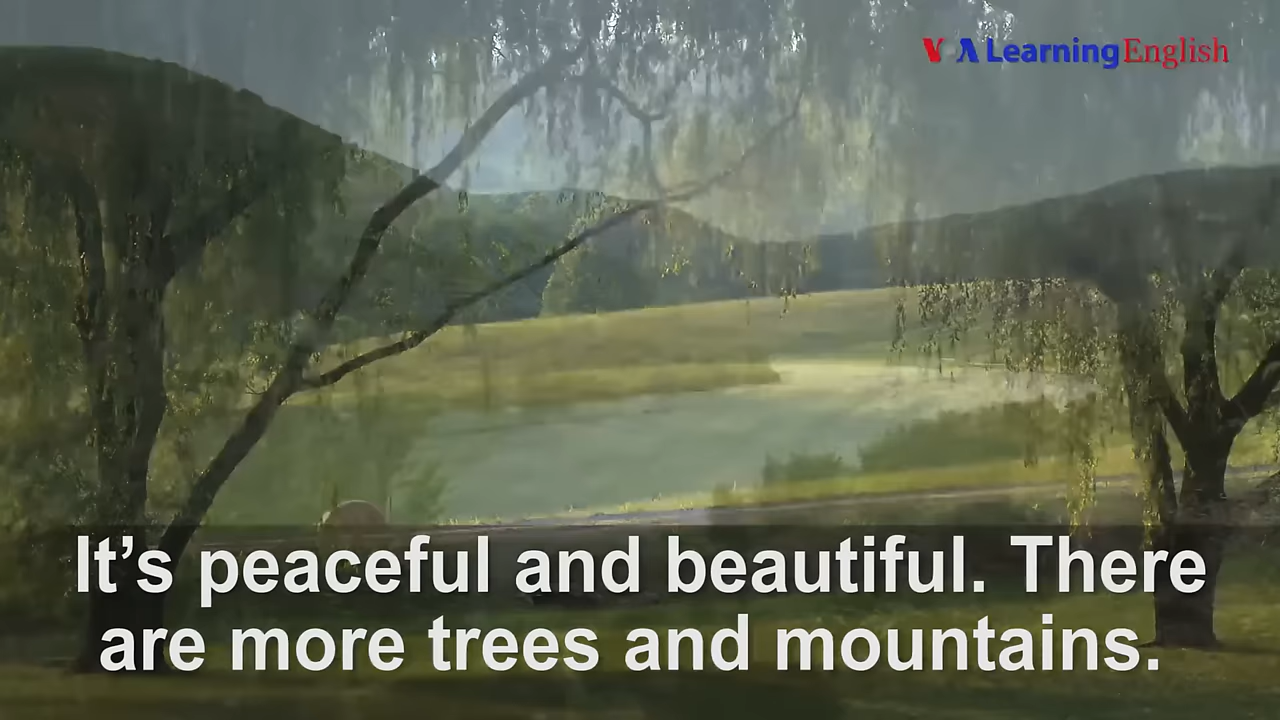 VOA Learning English
It's peaceful and beautiful. There
are more trees and mountains.